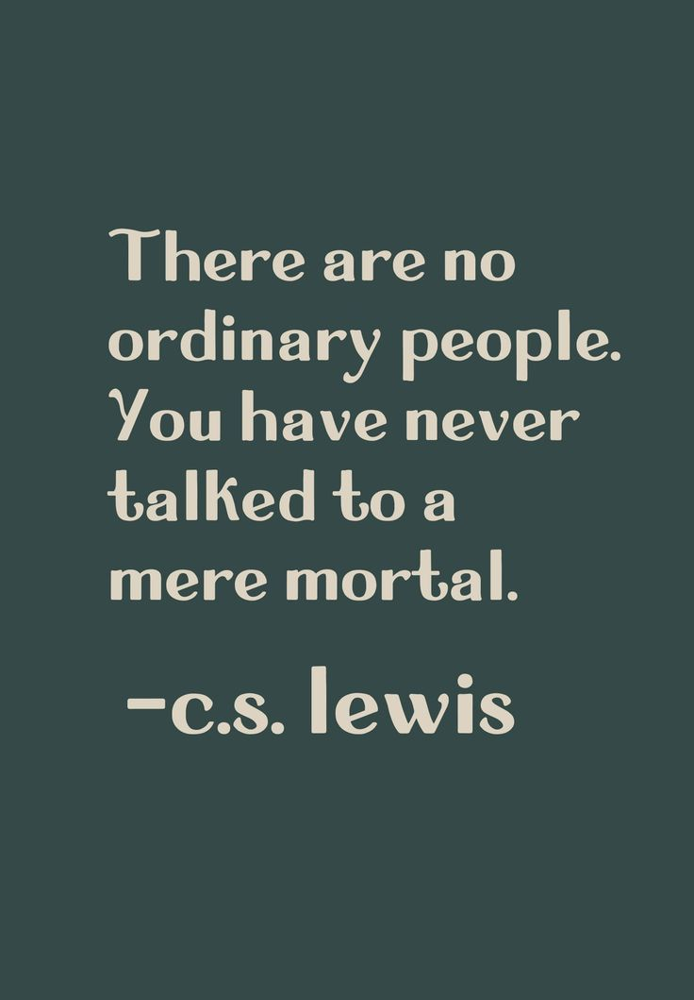 There are no
ordinary people.
You have never
talked to a
mere mortal.
-c.s. lewis